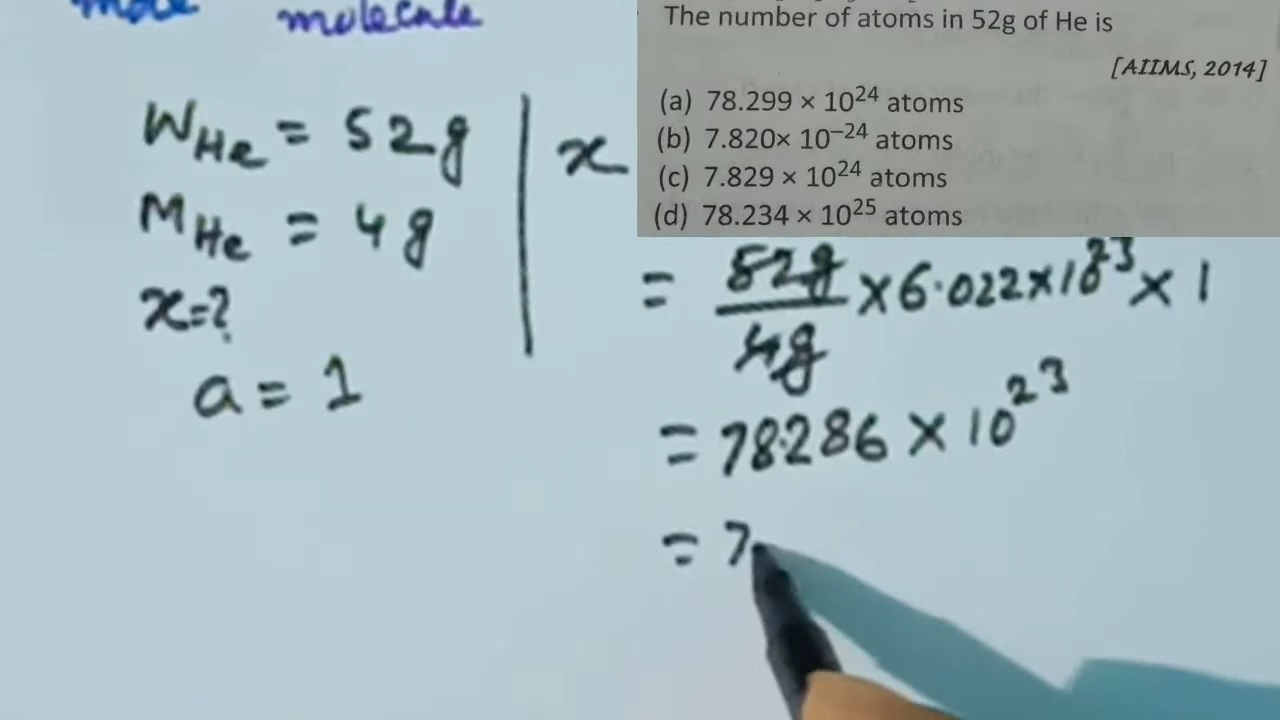 mole molecule
The number of atoms in 52g of He is
[AIIMS, 2014]
(a) 78.299 × 10²⁴ atoms
(b) 7.820× 10⁻²⁴ atoms
(c) 7.829 × 10²⁴ atoms
(d) 78.234 × 10²⁵ atoms
W_He = 52g
M_He = 4g
x=?
a = 1
x
= 52g/4g × 6.022×10²³ × 1
= 78.286 × 10²³
= 7.